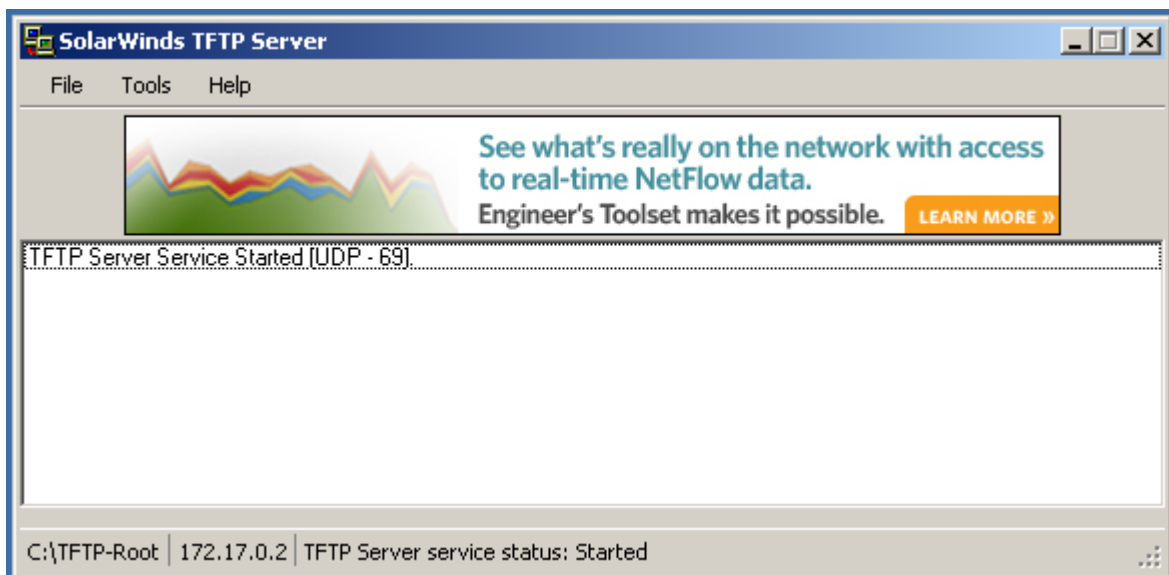 SolarWinds TFTP Server
File Tools Help
See what's really on the network with access
to real-time NetFlow data.
Engineer's Toolset makes it possible. LEARN MORE »
TFTP Server Service Started (UDP - 69).
C:\TFTP-Root 172.17.0.2 TFTP Server service status: Started